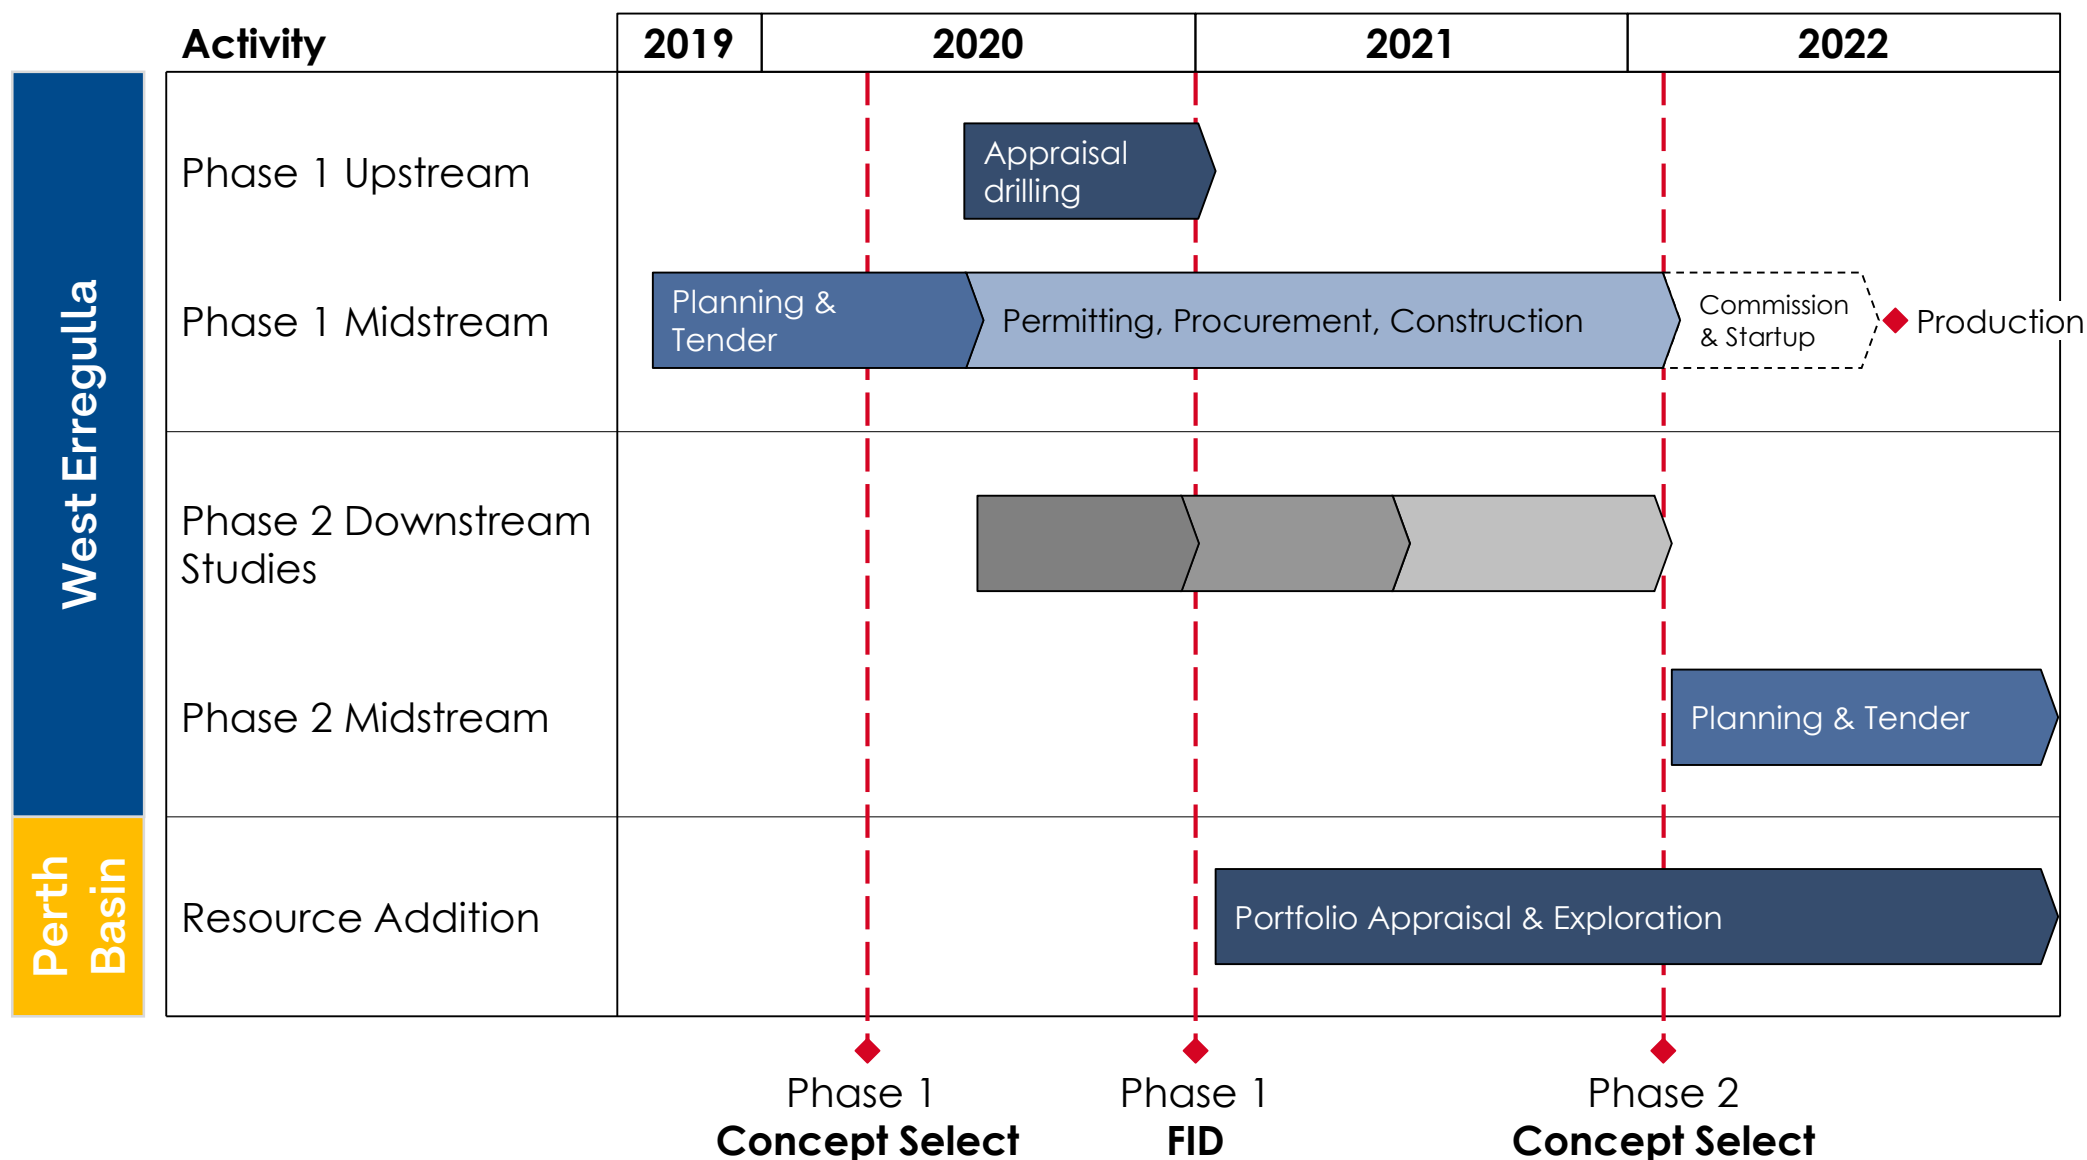 Activity
2019
2020
2021
2022
West Erregulla
Phase 1 Upstream
Appraisal
drilling
Phase 1 Midstream
Planning &
Tender
Permitting, Procurement, Construction
Commission
& Startup
Production
Phase 2 Downstream
Studies
Phase 2 Midstream
Planning & Tender
Perth
Basin
Resource Addition
Portfolio Appraisal & Exploration
Phase 1
Concept Select
Phase 1
FID
Phase 2
Concept Select